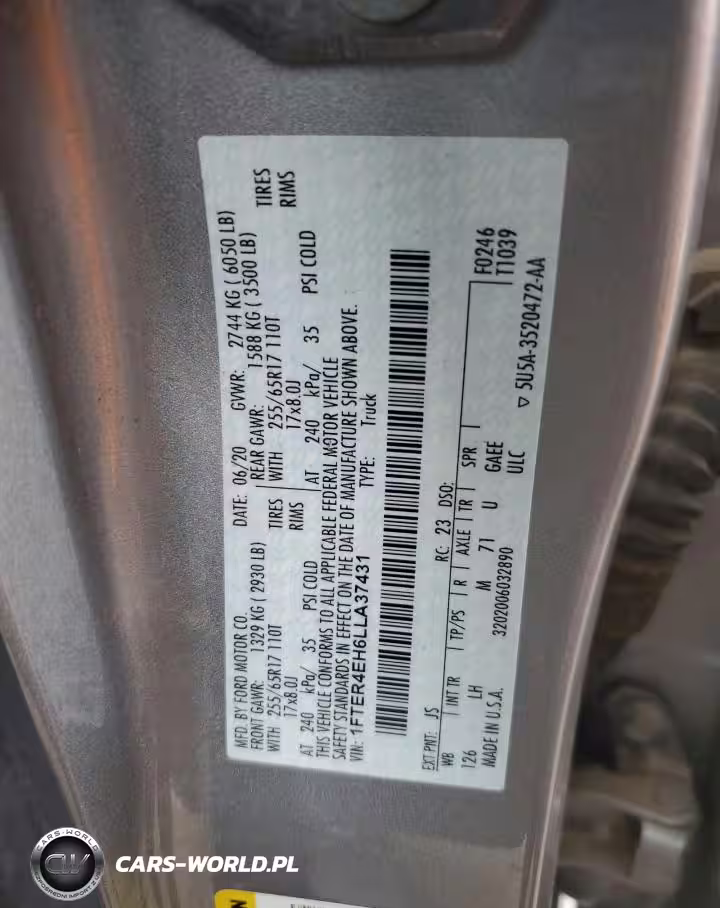 MFD. BY FORD MOTOR CO.
DATE: 06/20 GVWR: 2744 KG ( 6050 LB)
FRONT GAWR: 1329 KG ( 2930 LB)
REAR GAWR: 1588 KG ( 3500 LB)
WITH 255/65R17 110T TIRES
WITH 255/65R17 110T TIRES
17x8.0J RIMS
17x8.0J RIMS
AT 240 kPa/ 35 PSI COLD
AT 240 kPa/ 35 PSI COLD
THIS VEHICLE CONFORMS TO ALL APPLICABLE FEDERAL MOTOR VEHICLE
SAFETY STANDARDS IN EFFECT ON THE DATE OF MANUFACTURE SHOWN ABOVE.
VIN: 1FTER4EH6LLA37431 TYPE: Truck
EXT PNT: JS RC: 23 DSO:
F0246
WB INT TR TP/PS R AXLE TR SPR
T1039
126 LH M 71 U GAEE
MADE IN U.S.A. 3202006032890 ULC
▽ 5U5A-3520472-AA
CARS-WORLD
CW
CARS-WORLD.PL